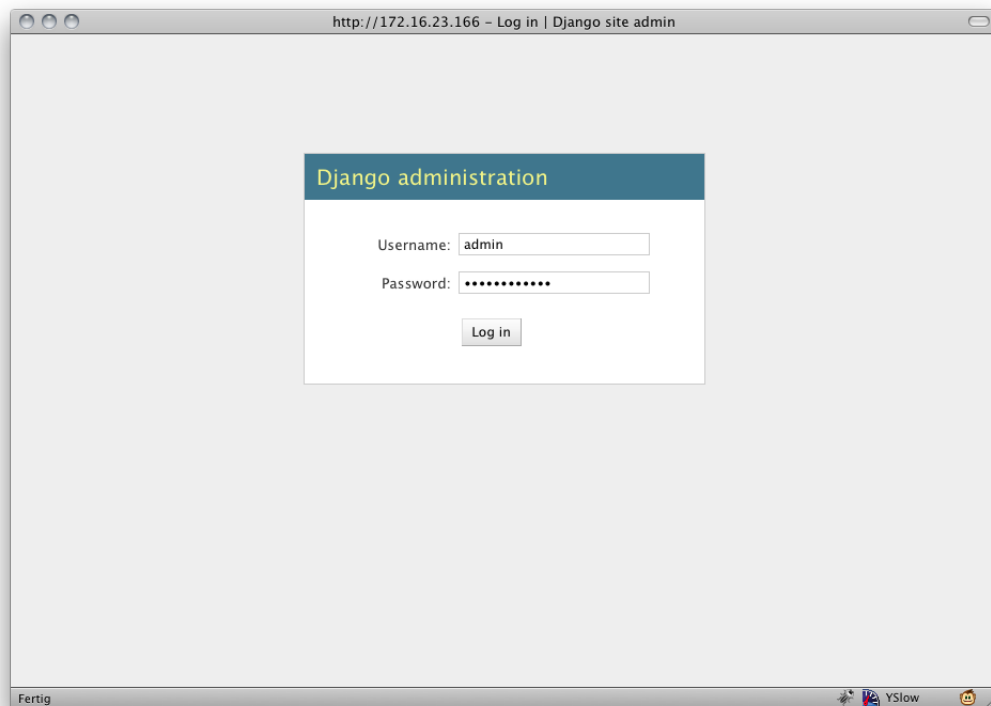 http://172.16.23.166 – Log in | Django site admin
Django administration
Username: admin
Password: ••••••••••••
Log in
Fertig YSlow